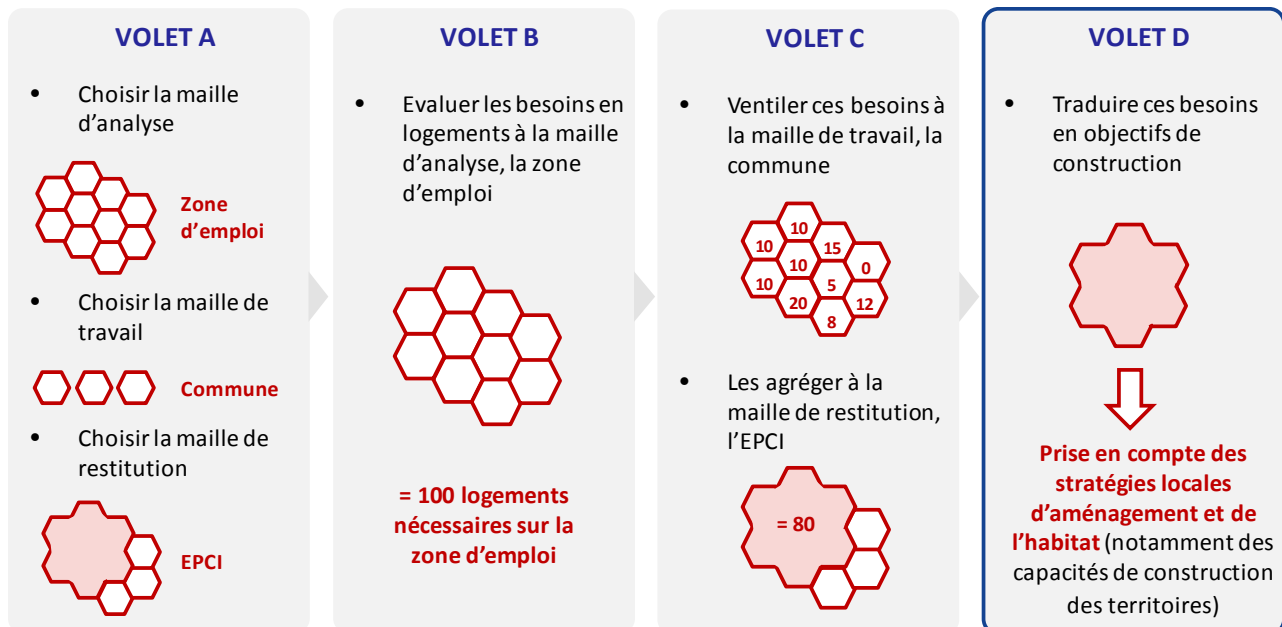 VOLET A
• Choisir la maille
d'analyse
Zone
d'emploi
• Choisir la maille de
travail
Commune
• Choisir la maille de
restitution
EPCI
VOLET B
• Evaluer les besoins en
logements à la maille
d'analyse, la zone
d'emploi
= 100 logements
nécessaires sur la
zone d'emploi
VOLET C
• Ventiler ces besoins à
la maille de travail, la
commune
10
10
15
10
0
10
5
20
12
8
• Les agréger à la
maille de restitution,
l'EPCI
= 80
VOLET D
• Traduire ces besoins
en objectifs de
construction
Prise en compte des
stratégies locales
d'aménagement et de
l'habitat (notamment des
capacités de construction
des territoires)